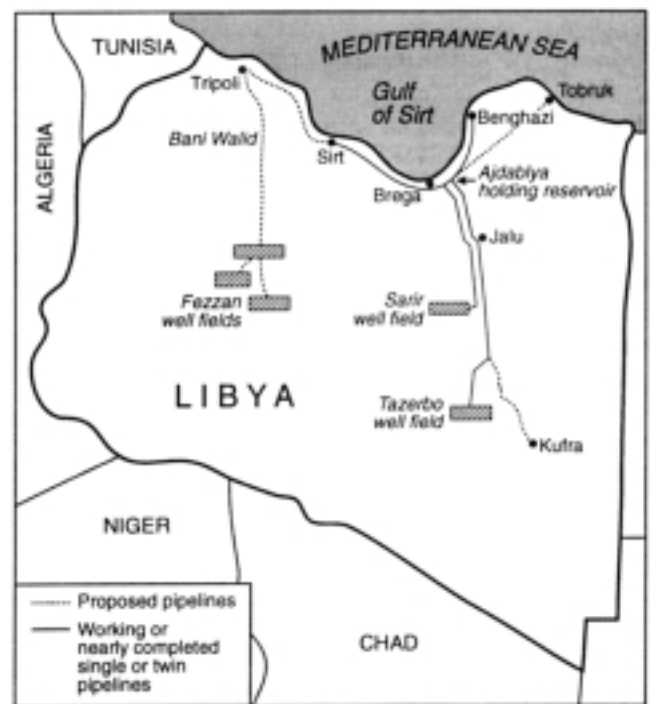 TUNISIA
MEDITERRANEAN SEA
Tripoli
Gulf
of Sirt
Tobruk
Benghazi
ALGERIA
Bani Walid
Sirt
Brega
Ajdabiya
holding reservoir
Jalu
Fezzan
well fields
Sarir
well field
LIBYA
Tazerbo
well field
Kufra
NIGER
CHAD
Proposed pipelines
Working or
nearly completed
single or twin
pipelines